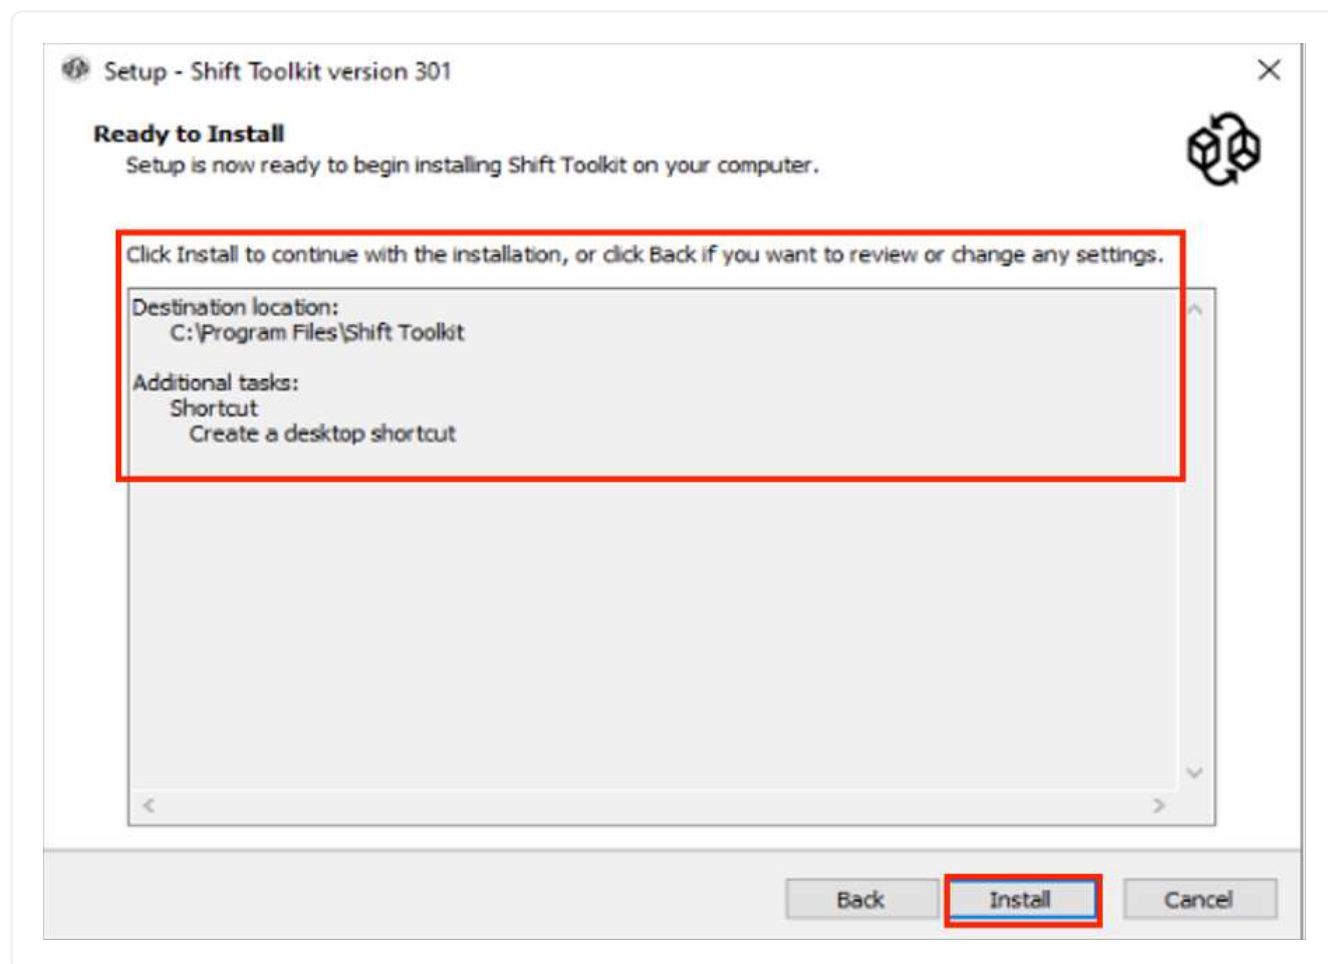 Setup - Shift Toolkit version 301
Ready to Install
Setup is now ready to begin installing Shift Toolkit on your computer.
Click Install to continue with the installation, or click Back if you want to review or change any settings.
Destination location:
C:\Program Files\Shift Toolkit
Additional tasks:
Shortcut
Create a desktop shortcut
Back
Install
Cancel